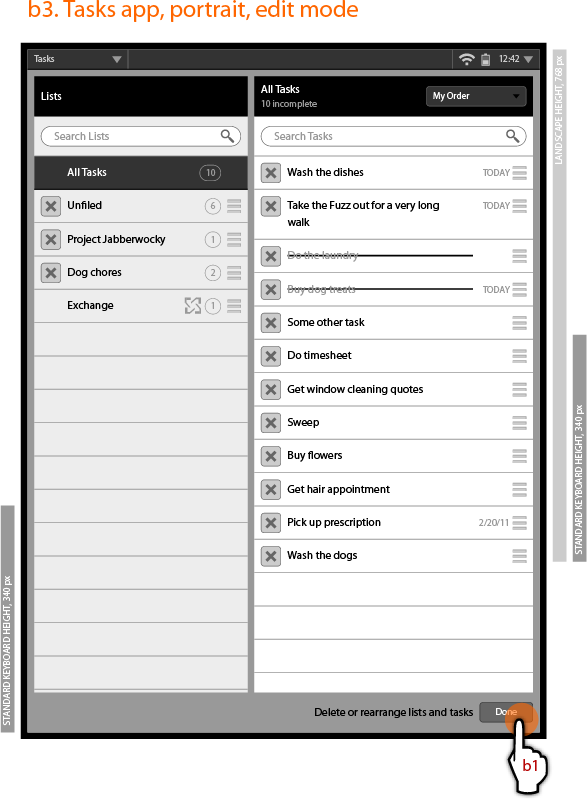 b3. Tasks app, portrait, edit mode
Tasks
12:42
Lists
Search Lists
All Tasks 10
Unfiled 6
Project Jabberwocky 1
Dog chores 2
Exchange 1
All Tasks
10 incomplete
My Order
Search Tasks
Wash the dishes TODAY
Take the Fuzz out for a very long
walk TODAY
Do the laundry
Buy dog treats TODAY
Some other task
Do timesheet
Get window cleaning quotes
Sweep
Buy flowers
Get hair appointment
Pick up prescription 2/20/11
Wash the dogs
Delete or rearrange lists and tasks Done
b1
LANDSCAPE HEIGHT, 768 px
STANDARD KEYBOARD HEIGHT, 340 px
STANDARD KEYBOARD HEIGHT, 340 px